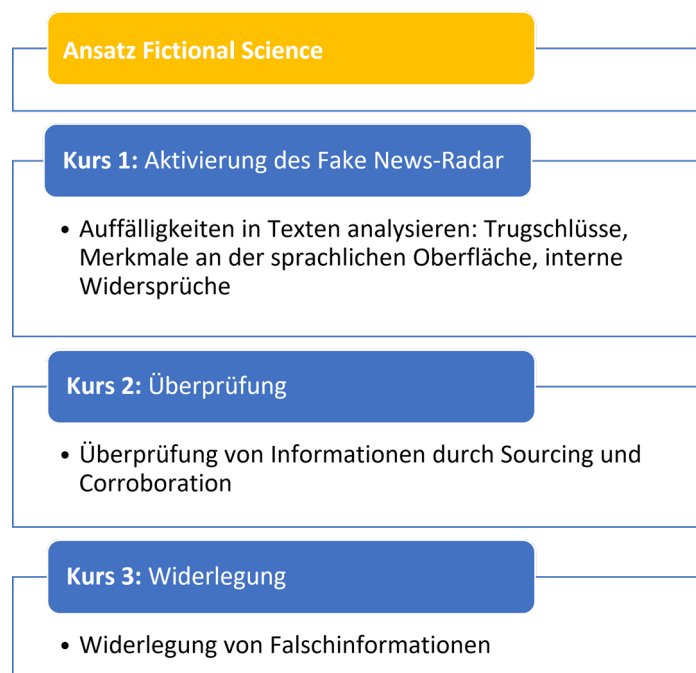 Ansatz Fictional Science
Kurs 1: Aktivierung des Fake News-Radar
• Auffälligkeiten in Texten analysieren: Trugschlüsse,
Merkmale an der sprachlichen Oberfläche, interne
Widersprüche
Kurs 2: Überprüfung
• Überprüfung von Informationen durch Sourcing und
Corroboration
Kurs 3: Widerlegung
• Widerlegung von Falschinformationen